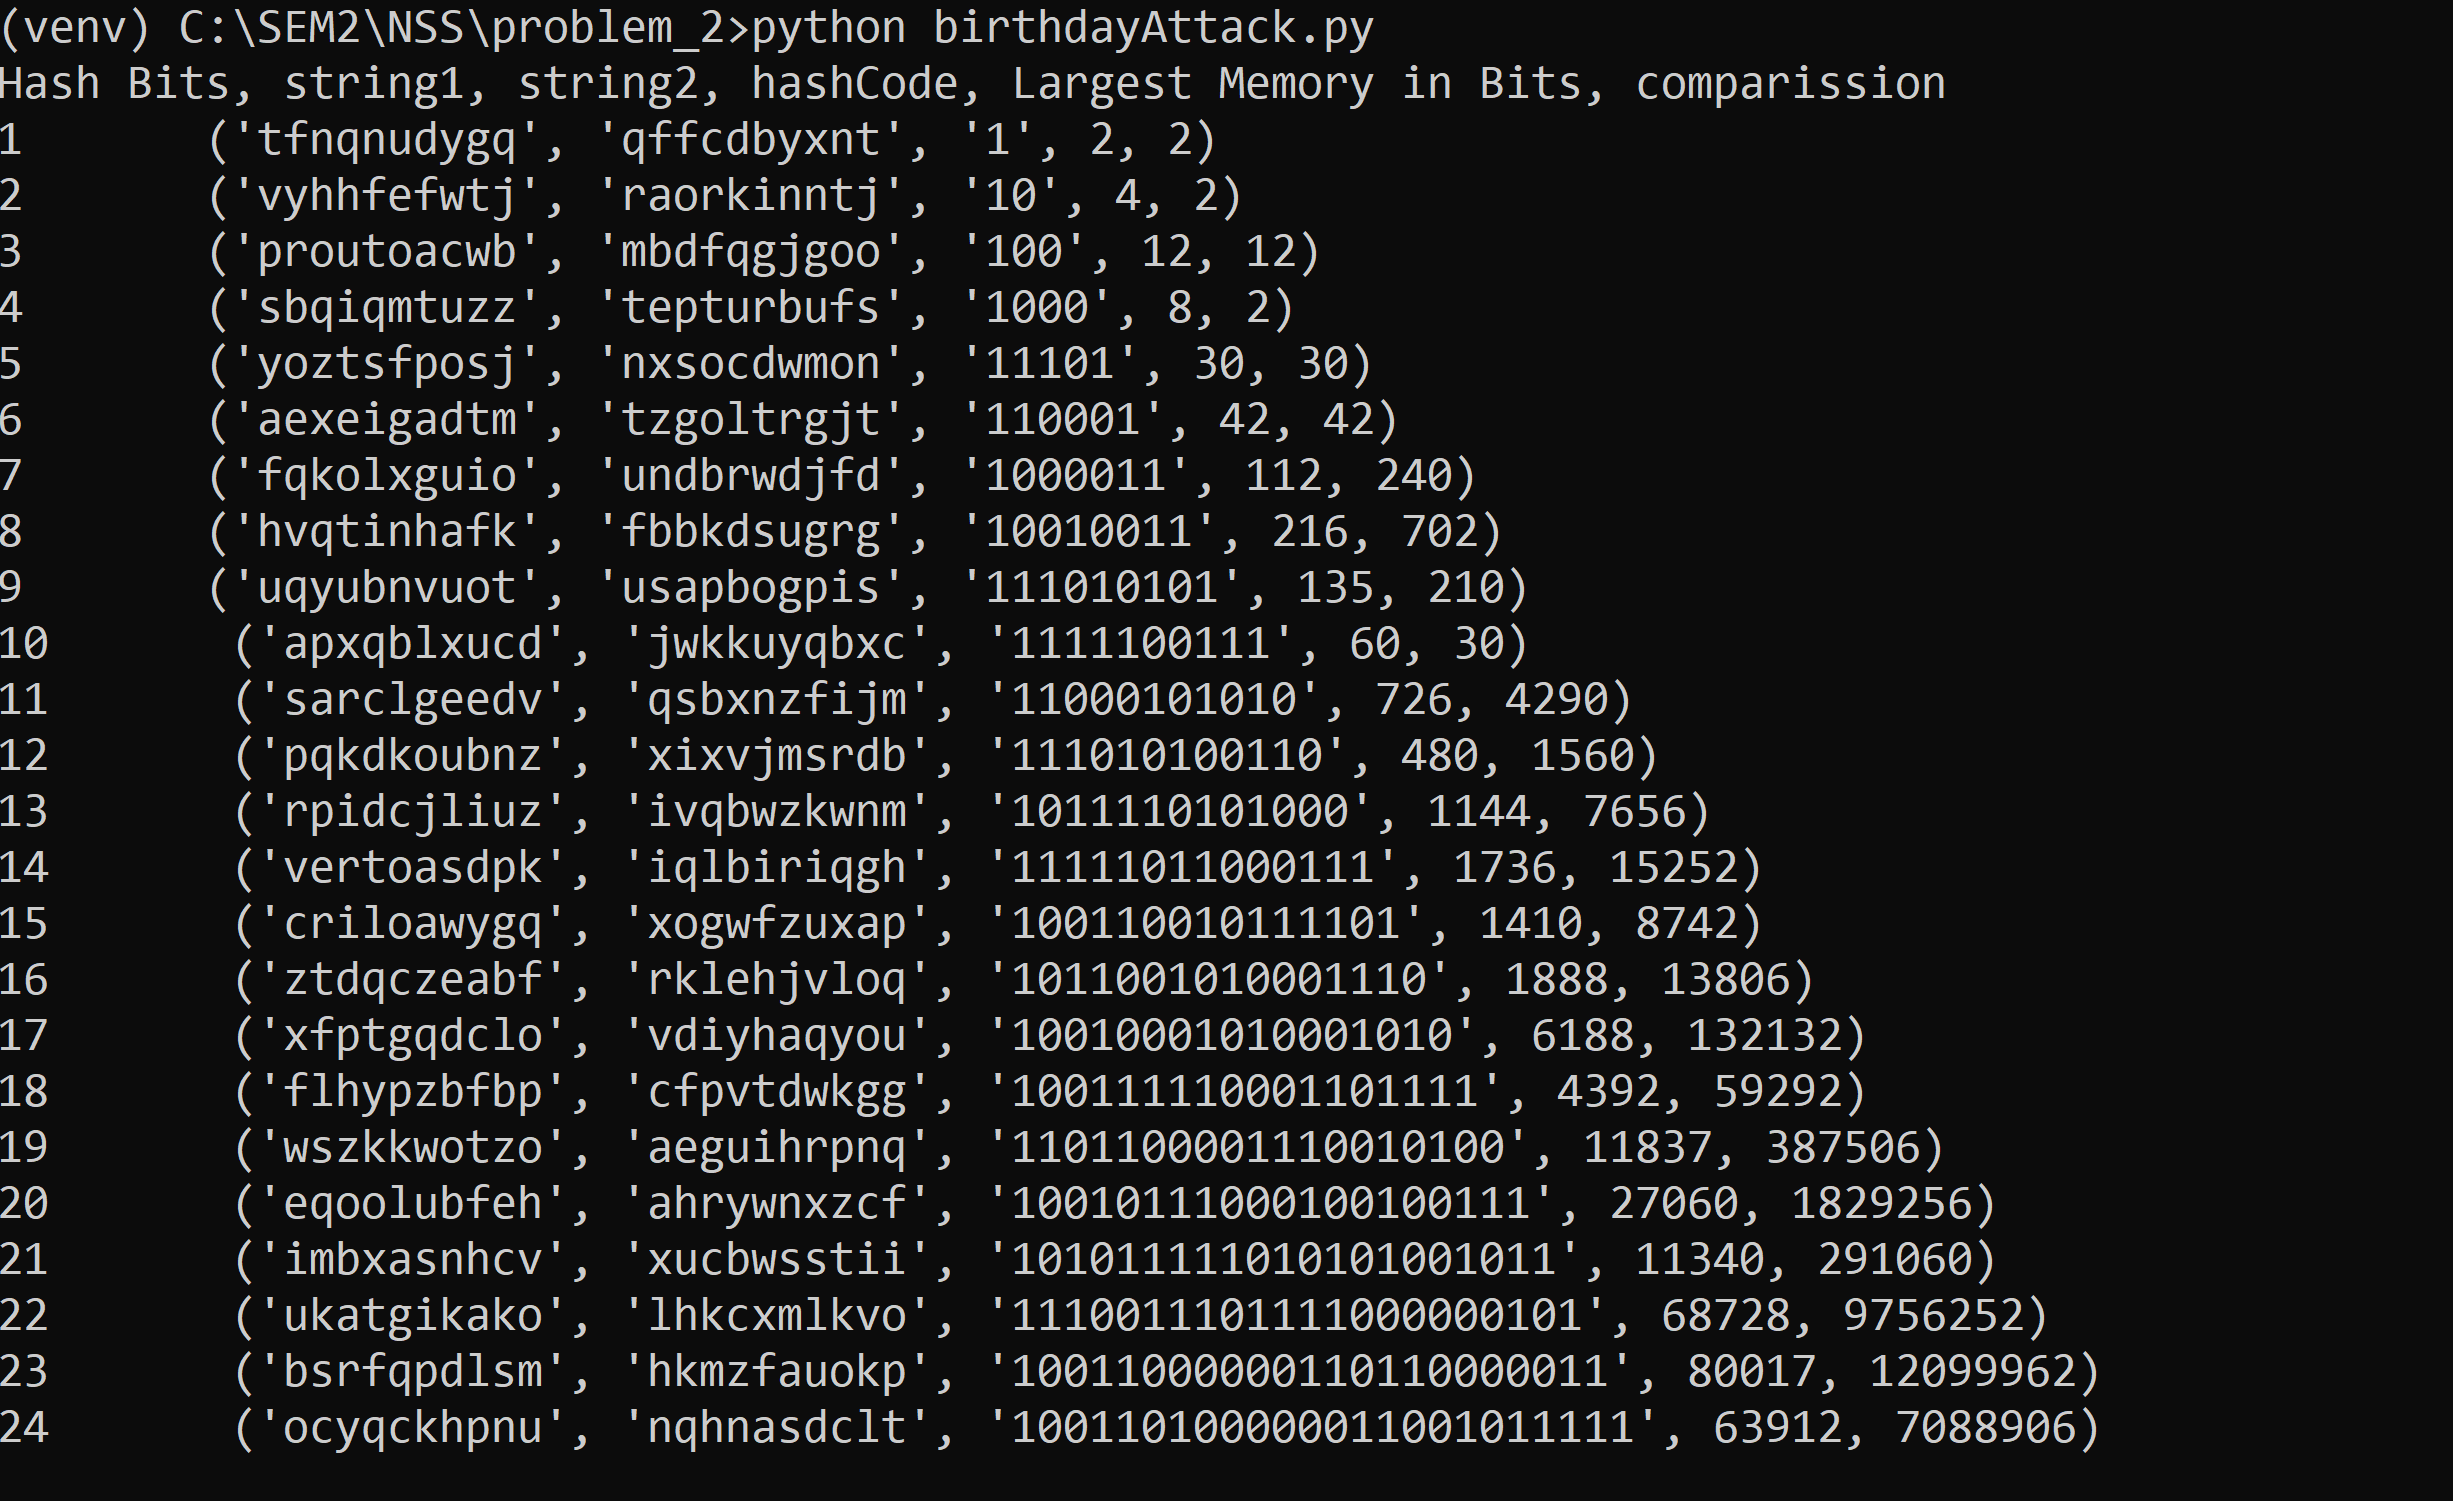 (venv) C:\SEM2\NSS\problem_2>python birthdayAttack.py
Hash Bits, string1, string2, hashCode, Largest Memory in Bits, comparission
1       ('tfnqnudygq', 'qffcdbyxnt', '1', 2, 2)
2       ('vyhhfefwtj', 'raorkinntj', '10', 4, 2)
3       ('proutoacwb', 'mbdfqgjgoo', '100', 12, 12)
4       ('sbqiqmtuzz', 'tepturbufs', '1000', 8, 2)
5       ('yoztsfposj', 'nxsocdwmon', '11101', 30, 30)
6       ('aexeigadtm', 'tzgoltrgjt', '110001', 42, 42)
7       ('fqkolxguio', 'undbrwdjfd', '1000011', 112, 240)
8       ('hvqtinhafk', 'fbbkdsugrg', '10010011', 216, 702)
9       ('uqyubnvuot', 'usapbogpis', '111010101', 135, 210)
10       ('apxqblxucd', 'jwkkuyqbxc', '1111100111', 60, 30)
11       ('sarclgeedv', 'qsbxnzfijm', '11000101010', 726, 4290)
12       ('pqkdkoubnz', 'xixvjmsrdb', '111010100110', 480, 1560)
13       ('rpidcjliuz', 'ivqbwzkwnm', '1011110101000', 1144, 7656)
14       ('vertoasdpk', 'iqlbiriqgh', '11111011000111', 1736, 15252)
15       ('criloawygq', 'xogwfzuxap', '100110010111101', 1410, 8742)
16       ('ztdqczeabf', 'rklehjvloq', '1011001010001110', 1888, 13806)
17       ('xfptgqdclo', 'vdiyhaqyou', '10010001010001010', 6188, 132132)
18       ('flhypzbfbp', 'cfpvtdwkgg', '100111110001101111', 4392, 59292)
19       ('wszkkwotzo', 'aeguihrpnq', '1101100001110010100', 11837, 387506)
20       ('eqoolubfeh', 'ahrywnxzcf', '10010111000100100111', 27060, 1829256)
21       ('imbxasnhcv', 'xucbwsstii', '101011111010101001011', 11340, 291060)
22       ('ukatgikako', 'lhkcxmlkvo', '1110011101111000000101', 68728, 9756252)
23       ('bsrfqpdlsm', 'hkmzfauokp', '10011000000110110000011', 80017, 12099962)
24       ('ocyqckhpnu', 'nqhnasdclt', '100110100000011001011111', 63912, 7088906)